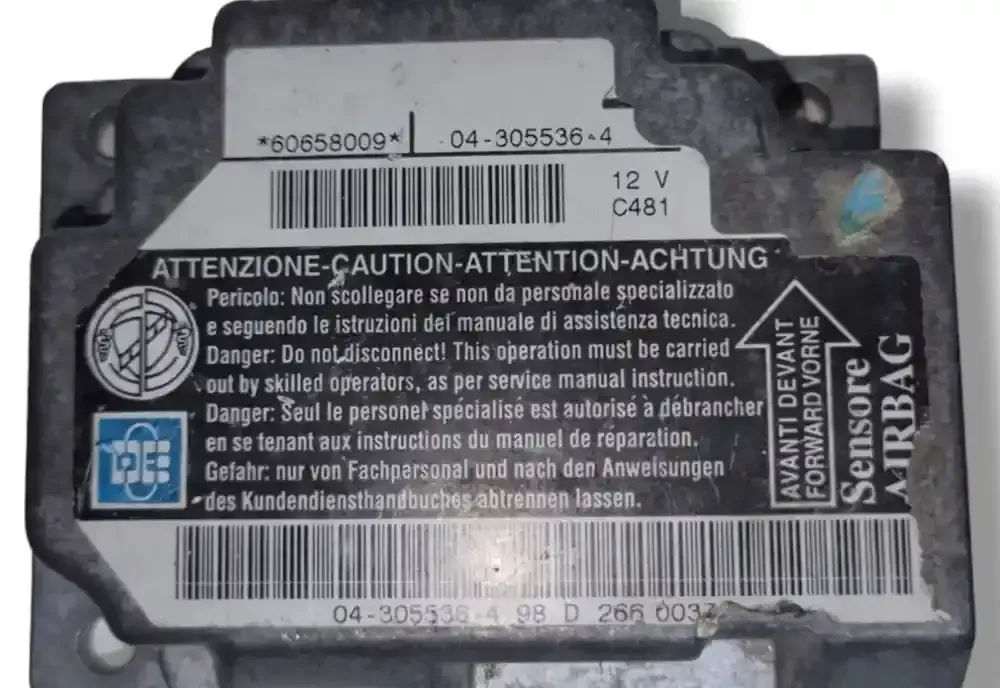 *60658009* 04-305536-4
12 V
C481
ATTENZIONE-CAUTION-ATTENTION-ACHTUNG
Pericolo: Non scollegare se non da personale specializzato
e seguendo le istruzioni del manuale di assistenza tecnica.
Danger: Do not disconnect! This operation must be carried
out by skilled operators, as per service manual instruction.
Danger: Seul le personel spécialisé est autorisé à débrancher
en se tenant aux instructions du manuel de réparation.
Gefahr: nur von Fachpersonal und nach den Anweisungen
des Kundendiensthandbuches abtrennen lassen.
AVANTI DEVANT
FORWARD VORNE
Sensore
AIRBAG
04-305536-4 98 D 266 0037